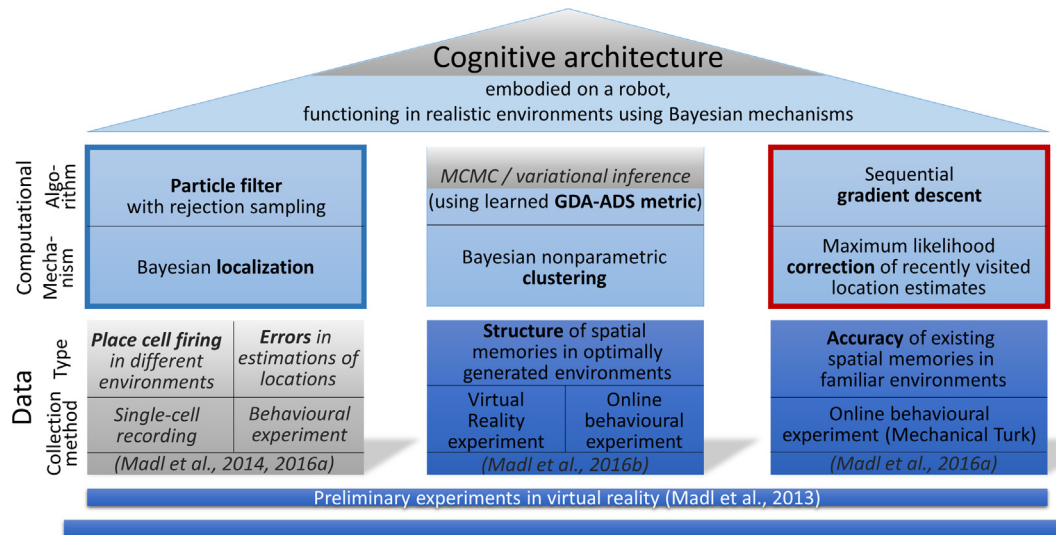 Cognitive architecture
embodied on a robot,
functioning in realistic environments using Bayesian mechanisms
Computational
Algo-
rithm
Mecha-
nism
Particle filter
with rejection sampling
Bayesian localization
MCMC / variational inference
(using learned GDA-ADS metric)
Bayesian nonparametric
clustering
Sequential
gradient descent
Maximum likelihood
correction of recently visited
location estimates
Data
Type
Collection
method
Place cell firing
in different
environments
Errors in
estimations of
locations
Single-cell
recording
Behavioural
experiment
(Madl et al., 2014, 2016a)
Structure of spatial
memories in optimally
generated environments
Virtual
Reality
experiment
Online
behavioural
experiment
(Madl et al., 2016b)
Accuracy of existing
spatial memories in
familiar environments
Online behavioural
experiment (Mechanical Turk)
(Madl et al., 2016a)
Preliminary experiments in virtual reality (Madl et al., 2013)